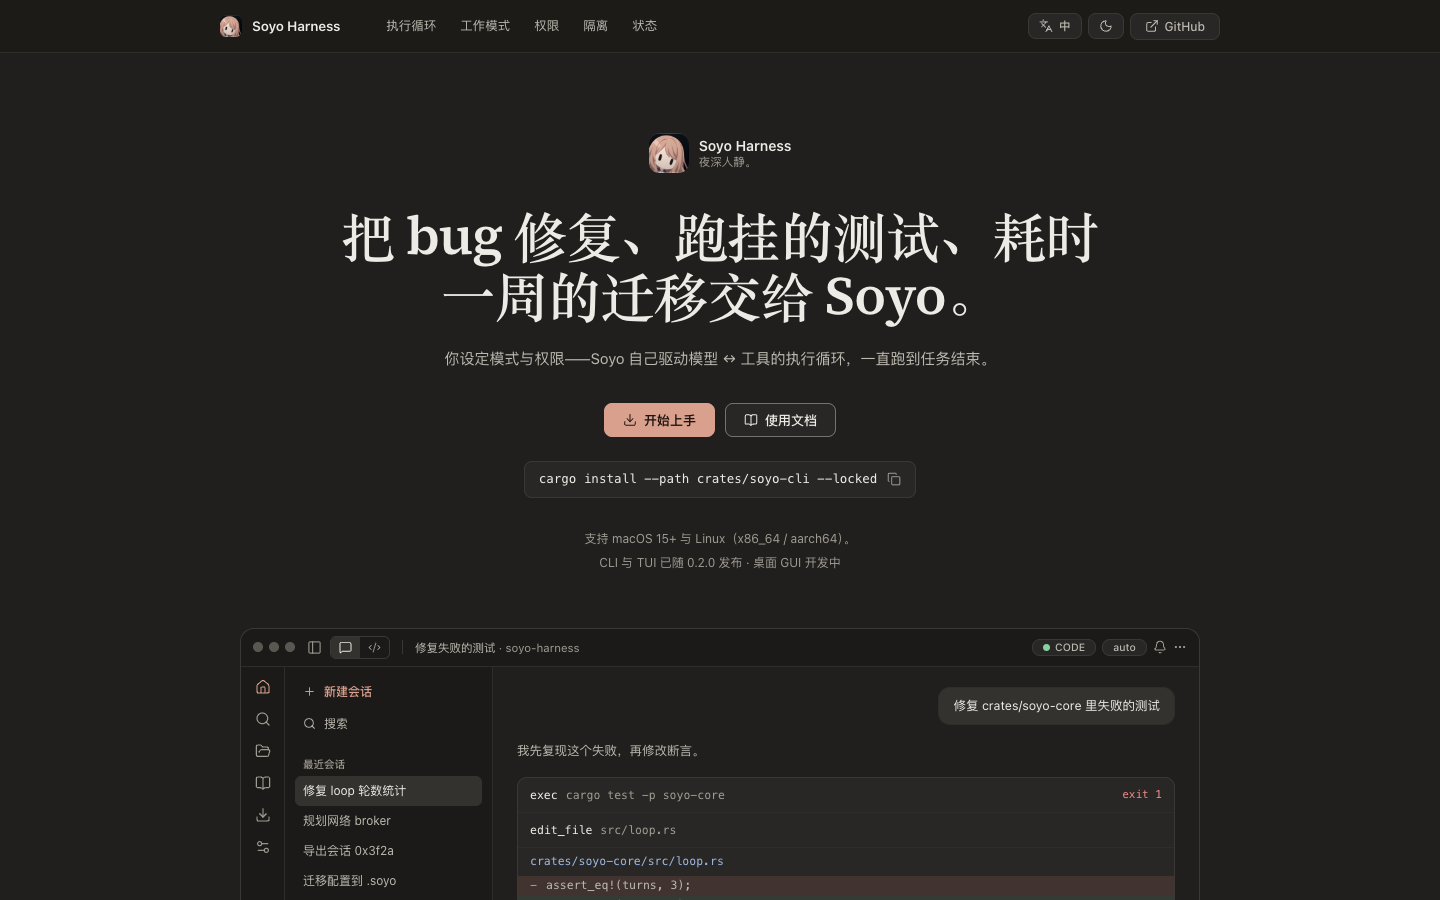 Soyo Harness
执行循环
工作模式
权限
隔离
状态
中
GitHub
Soyo Harness
夜深人静。
把 bug 修复、跑挂的测试、耗时
一周的迁移交给 Soyo。
你设定模式与权限——Soyo 自己驱动模型 ↔ 工具的执行循环，一直跑到任务结束。
开始上手
使用文档
cargo install --path crates/soyo-cli --locked
支持 macOS 15+ 与 Linux（x86_64 / aarch64）。
CLI 与 TUI 已随 0.2.0 发布 · 桌面 GUI 开发中
修复失败的测试 · soyo-harness
CODE
auto
新建会话
搜索
最近会话
修复 loop 轮数统计
规划网络 broker
导出会话 0x3f2a
迁移配置到 .soyo
修复 crates/soyo-core 里失败的测试
我先复现这个失败，再修改断言。
exec cargo test -p soyo-core
exit 1
edit_file src/loop.rs
crates/soyo-core/src/loop.rs
- assert_eq!(turns, 3);